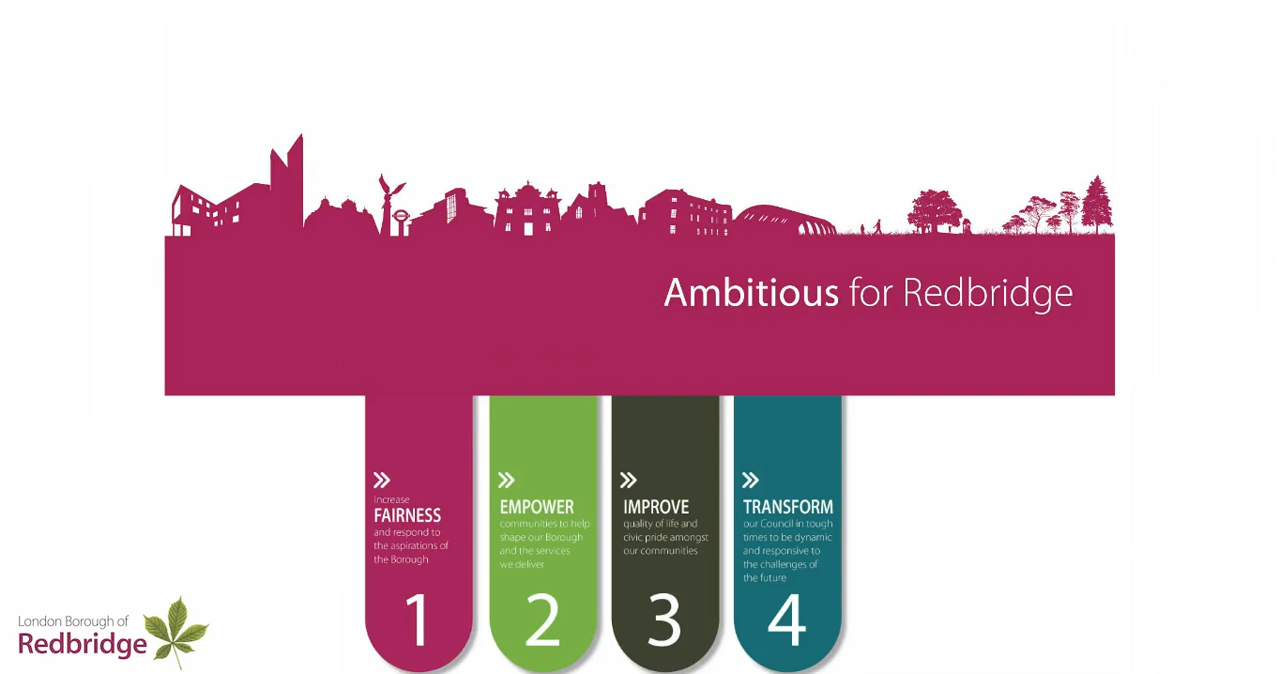 Ambitious for Redbridge
Increase
FAIRNESS
and respond to
the aspirations of
the Borough
1
EMPOWER
communities to help
shape our Borough
and the services
we deliver
2
IMPROVE
quality of life and
civic pride amongst
our communities
3
TRANSFORM
our Council in tough
times to be dynamic
and responsive to
the challenges of
the future
4
London Borough of
Redbridge